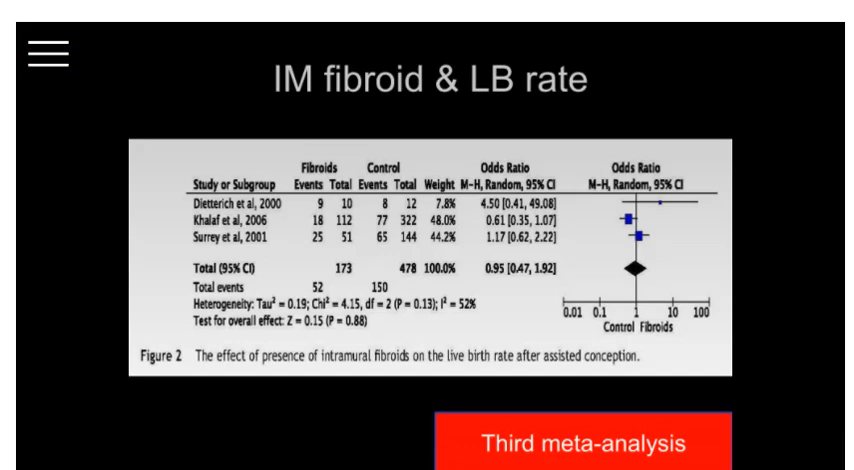 IM fibroid & LB rate
Fibroids Control Odds Ratio Odds Ratio
Study or Subgroup Events Total Events Total Weight M-H, Random, 95% CI M-H, Random, 95% CI
Dietterich et al, 2000 9 10 8 12 7.8% 4.50 [0.41, 49.08]
Khalaf et al, 2006 18 112 77 322 48.0% 0.61 [0.35, 1.07]
Surrey et al, 2001 25 51 65 144 44.2% 1.17 [0.62, 2.22]
Total (95% CI) 173 478 100.0% 0.95 [0.47, 1.92]
Total events 52 150
Heterogeneity: Tau² = 0.19; Chi² = 4.15, df = 2 (P = 0.13); I² = 52%
Test for overall effect: Z = 0.15 (P = 0.88)
0.01 0.1 1 10 100
Control Fibroids
Figure 2 The effect of presence of intramural fibroids on the live birth rate after assisted conception.
Third meta-analysis